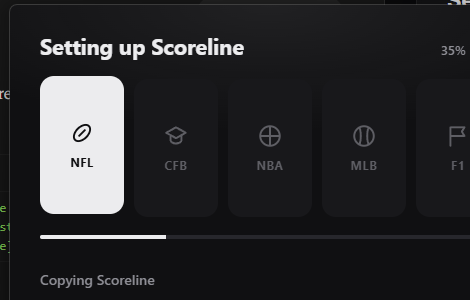 Setting up Scoreline
35%
NFL
CFB
NBA
MLB
F1
Copying Scoreline